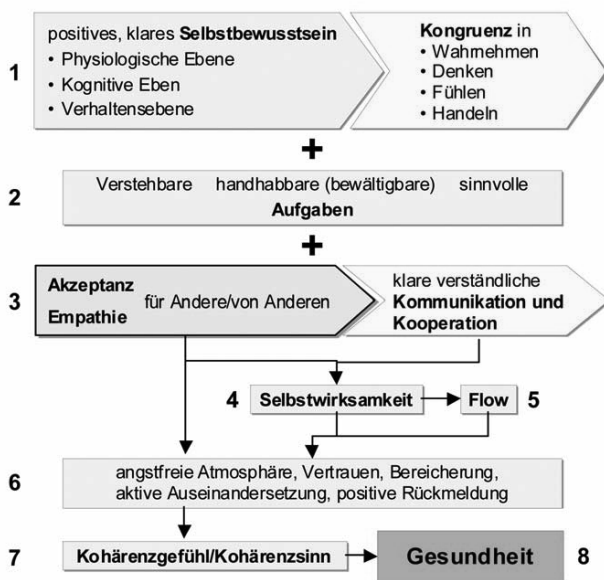 positives, klares Selbstbewusstsein
• Physiologische Ebene
• Kognitive Eben
• Verhaltensebene
Kongruenz in
• Wahrnehmen
• Denken
• Fühlen
• Handeln
1
+
2
Verstehbare handhabbare (bewältigbare) sinnvolle
Aufgaben
+
3
Akzeptanz
Empathie
für Andere/von Anderen
klare verständliche
Kommunikation und
Kooperation
4
Selbstwirksamkeit
Flow
5
6
angstfreie Atmosphäre, Vertrauen, Bereicherung,
aktive Auseinandersetzung, positive Rückmeldung
7
Kohärenzgefühl/Kohärenzsinn
Gesundheit
8